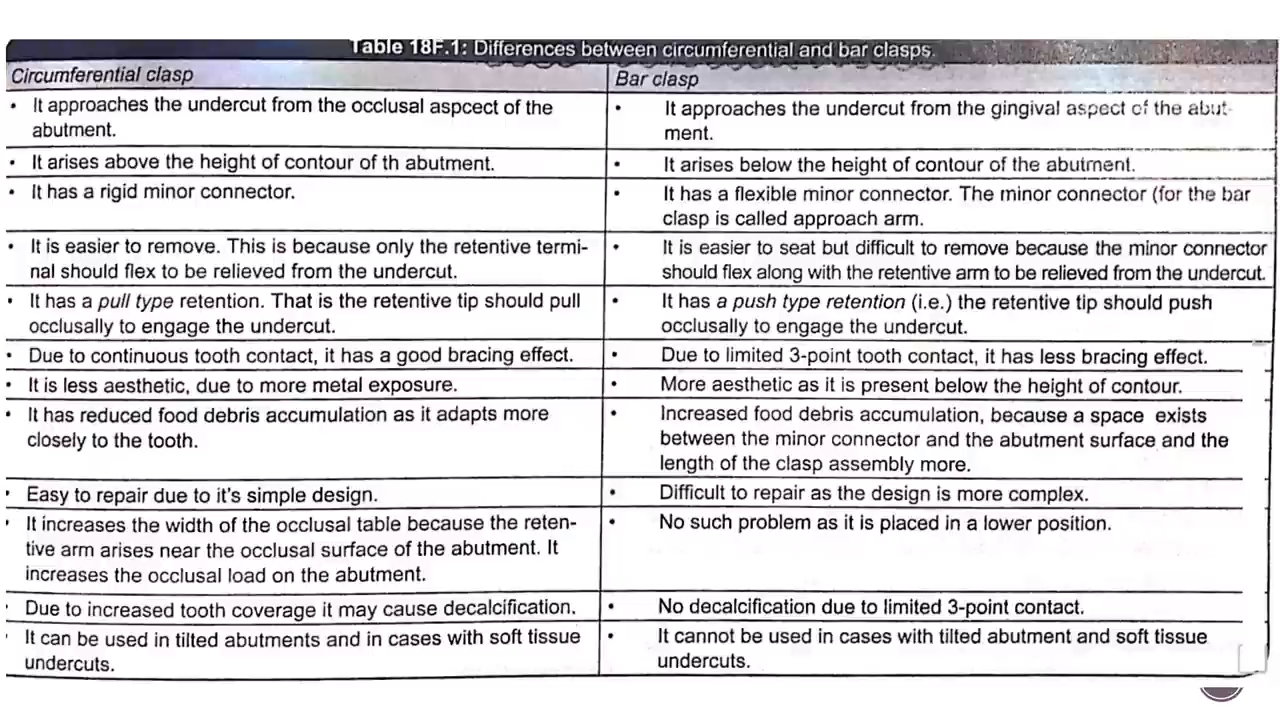 Table 18F.1: Differences between circumferential and bar clasps.
Circumferential clasp
Bar clasp
• It approaches the undercut from the occlusal aspcect of the
abutment.
• It approaches the undercut from the gingival aspect of the abut-
ment.
• It arises above the height of contour of th abutment.
• It arises below the height of contour of the abutment.
• It has a rigid minor connector.
• It has a flexible minor connector. The minor connector (for the bar
clasp is called approach arm.
• It is easier to remove. This is because only the retentive termi-
nal should flex to be relieved from the undercut.
• It is easier to seat but difficult to remove because the minor connector
should flex along with the retentive arm to be relieved from the undercut.
• It has a pull type retention. That is the retentive tip should pull
occlusally to engage the undercut.
• It has a push type retention (i.e.) the retentive tip should push
occlusally to engage the undercut.
• Due to continuous tooth contact, it has a good bracing effect.
• Due to limited 3-point tooth contact, it has less bracing effect.
• It is less aesthetic, due to more metal exposure.
• More aesthetic as it is present below the height of contour.
• It has reduced food debris accumulation as it adapts more
closely to the tooth.
• Increased food debris accumulation, because a space exists
between the minor connector and the abutment surface and the
length of the clasp assembly more.
• Easy to repair due to it's simple design.
• Difficult to repair as the design is more complex.
• It increases the width of the occlusal table because the reten-
tive arm arises near the occlusal surface of the abutment. It
increases the occlusal load on the abutment.
• No such problem as it is placed in a lower position.
• Due to increased tooth coverage it may cause decalcification.
• No decalcification due to limited 3-point contact.
• It can be used in tilted abutments and in cases with soft tissue
undercuts.
• It cannot be used in cases with tilted abutment and soft tissue
undercuts.